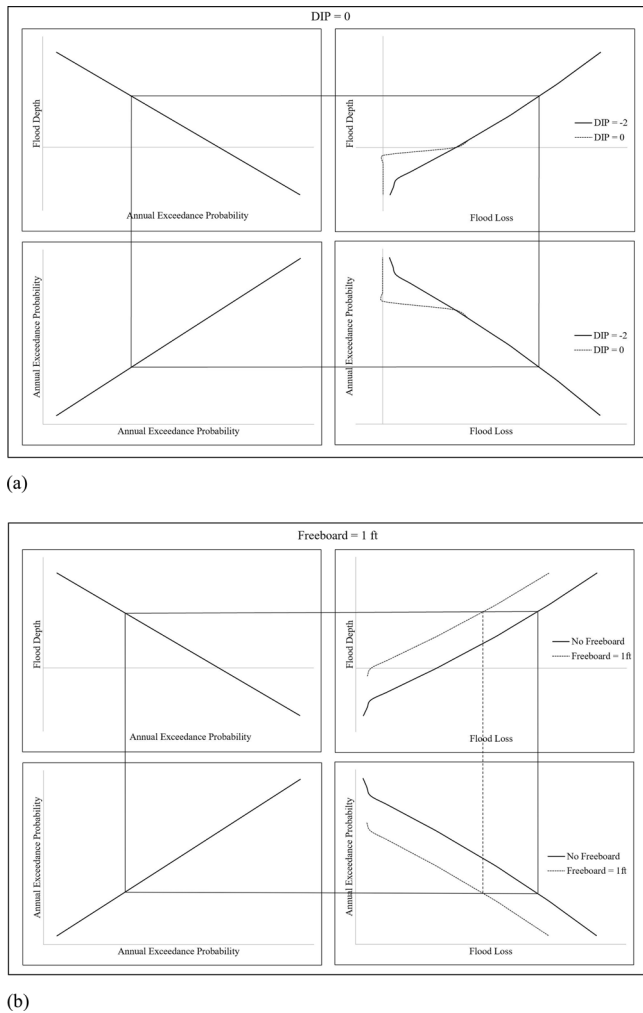 DIP = 0
Flood Depth
Annual Exceedance Probability
Flood Depth
DIP = -2
DIP = 0
Flood Loss
Annual Exceedance Probability
Annual Exceedance Probability
Annual Exceedance Probability
DIP = -2
DIP = 0
Flood Loss
(a)
Freeboard = 1 ft
Flood Depth
Annual Exceedance Probability
Flood Depth
No Freeboard
Freeboard = 1ft
Flood Loss
Annual Exceedance Probability
Annual Exceedance Probability
Annual Exceedance Probability
No Freeboard
Freeboard = 1ft
Flood Loss
(b)